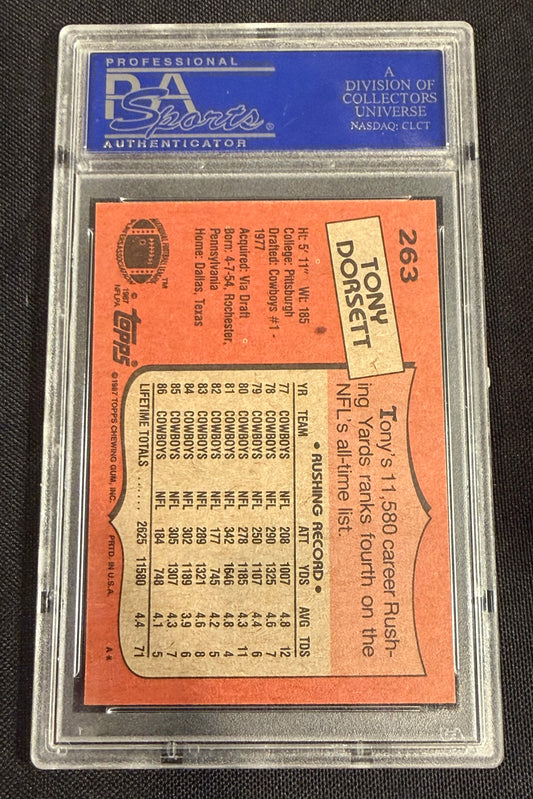 PROFESSIONAL
PSA
Sports®
AUTHENTICATOR
A
DIVISION OF
COLLECTORS
UNIVERSE
NASDAQ: CLCT
263
TONY
DORSETT
Ht: 5' 11" Wt: 185
College: Pittsburgh
Drafted: Cowboys #1 -
1977
Acquired: Via Draft
Born: 4-7-54, Rochester,
Pennsylvania
Home: Dallas, Texas
Tony's 11,580 career Rush-
ing Yards ranks fourth on the
NFL's all-time list.
• RUSHING RECORD •
YR TEAM ATT YDS AVG TDS
77 COWBOYS NFL 208 1007 4.8 12
78 COWBOYS NFL 290 1325 4.6 7
79 COWBOYS NFL 250 1107 4.4 6
80 COWBOYS NFL 278 1185 4.3 11
81 COWBOYS NFL 342 1646 4.8 4
82 COWBOYS NFL 177 745 4.2 5
83 COWBOYS NFL 289 1321 4.6 8
84 COWBOYS NFL 302 1189 3.9 6
85 COWBOYS NFL 305 1307 4.3 7
86 COWBOYS NFL 184 748 4.1 5
LIFETIME TOTALS ...... 2625 11580 4.4 71
© 1987
NFLPA
topps
© 1987 TOPPS CHEWING GUM, INC. PRTD. IN U.S.A. A*